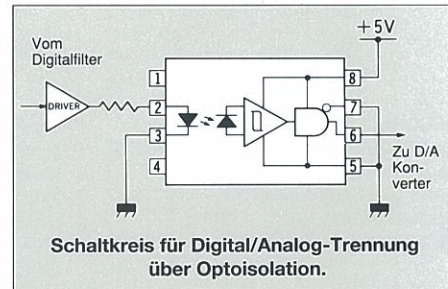 +5V
Vom
Digitalfilter
DRIVER
1
2
3
4
8
7
6
5
Zu D/A
Kon-
verter
Schaltkreis für Digital/Analog-Trennung
über Optoisolation.